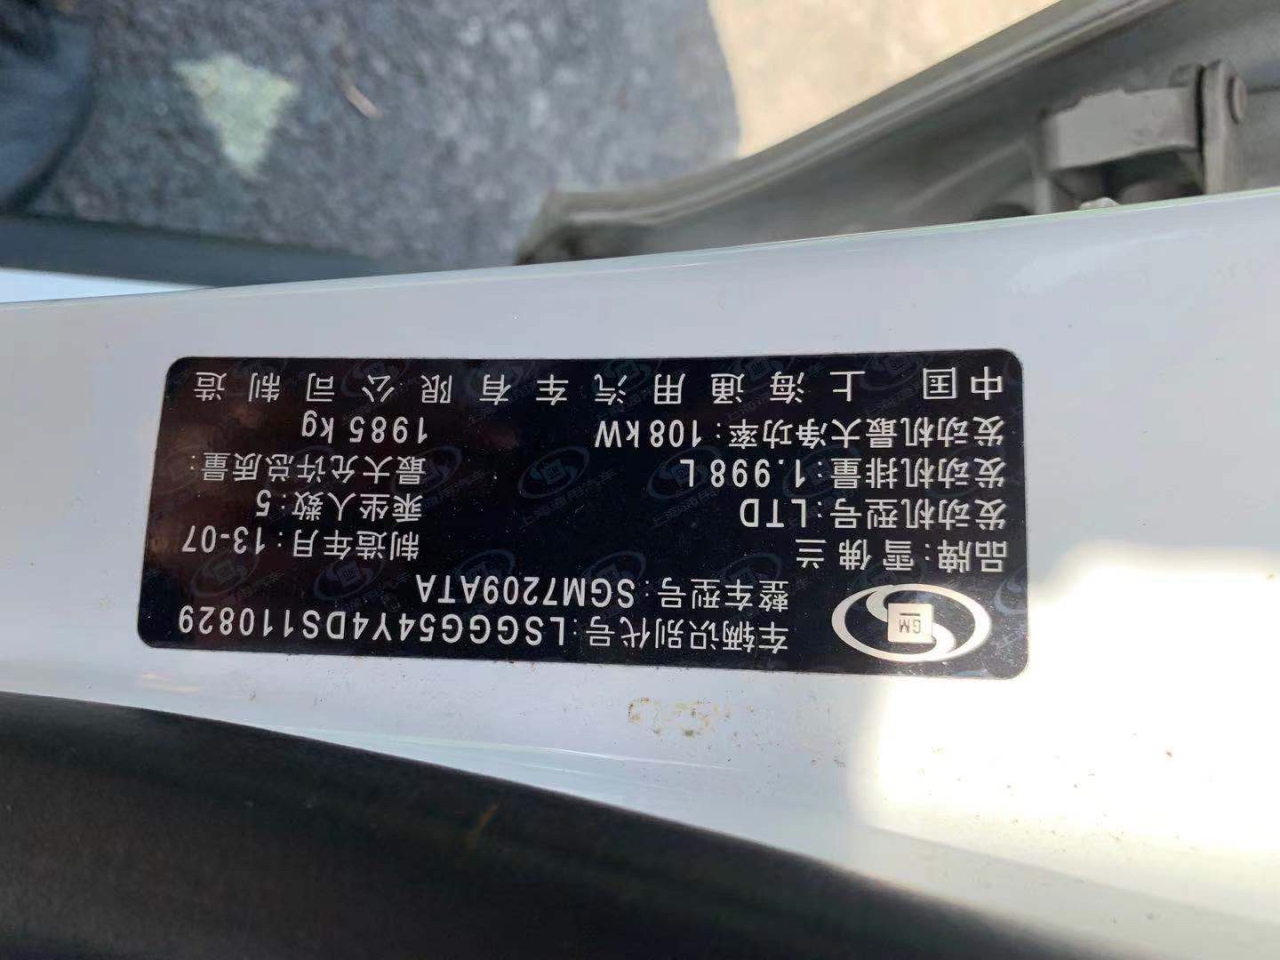 GM
车辆识别代号:LSGGG54Y4DS110829
整车型号:SGM7209ATA
品牌:雪佛兰 制造年月:13-07
发动机型号:LTD 乘坐人数:5
发动机排量:1.998L 最大允许总质量:
发动机最大净功率:108kW 1985kg
中国 上海通用汽车有限公司制造